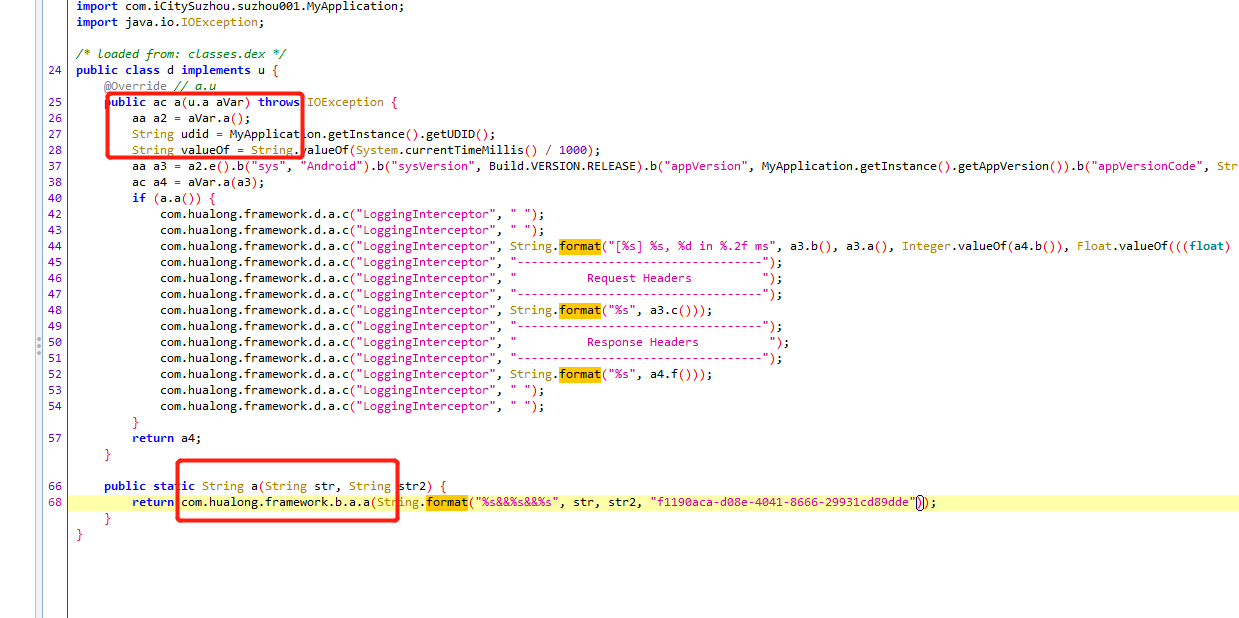 import com.iCitySuzhou.suzhou001.MyApplication;
import java.io.IOException;
/* loaded from: classes.dex */
24 public class d implements u {
@Override // a.u
25 public ac a(u.a aVar) throws IOException {
26 aa a2 = aVar.a();
27 String udid = MyApplication.getInstance().getUDID();
28 String valueOf = String.valueOf(System.currentTimeMillis() / 1000);
37 aa a3 = a2.e().b("sys", "Android").b("sysVersion", Build.VERSION.RELEASE).b("appVersion", MyApplication.getInstance().getAppVersion()).b("appVersionCode", Str
38 ac a4 = aVar.a(a3);
40 if (a.a()) {
42 com.hualong.framework.d.a.c("LoggingInterceptor", " ");
43 com.hualong.framework.d.a.c("LoggingInterceptor", " ");
44 com.hualong.framework.d.a.c("LoggingInterceptor", String.format("[%s] %s, %d in %.2f ms", a3.b(), a3.a(), Integer.valueOf(a4.b()), Float.valueOf(((float)
45 com.hualong.framework.d.a.c("LoggingInterceptor", "-----------------------------------");
46 com.hualong.framework.d.a.c("LoggingInterceptor", "          Request Headers          ");
47 com.hualong.framework.d.a.c("LoggingInterceptor", "-----------------------------------");
48 com.hualong.framework.d.a.c("LoggingInterceptor", String.format("%s", a3.c()));
49 com.hualong.framework.d.a.c("LoggingInterceptor", "-----------------------------------");
50 com.hualong.framework.d.a.c("LoggingInterceptor", "          Response Headers          ");
51 com.hualong.framework.d.a.c("LoggingInterceptor", "-----------------------------------");
52 com.hualong.framework.d.a.c("LoggingInterceptor", String.format("%s", a4.f()));
53 com.hualong.framework.d.a.c("LoggingInterceptor", " ");
54 com.hualong.framework.d.a.c("LoggingInterceptor", " ");
}
57 return a4;
}
66 public static String a(String str, String str2) {
68 return com.hualong.framework.b.a.a(String.format("%s&&%s&&%s", str, str2, "f1190aca-d08e-4041-8666-29931cd89dde"));
}
}